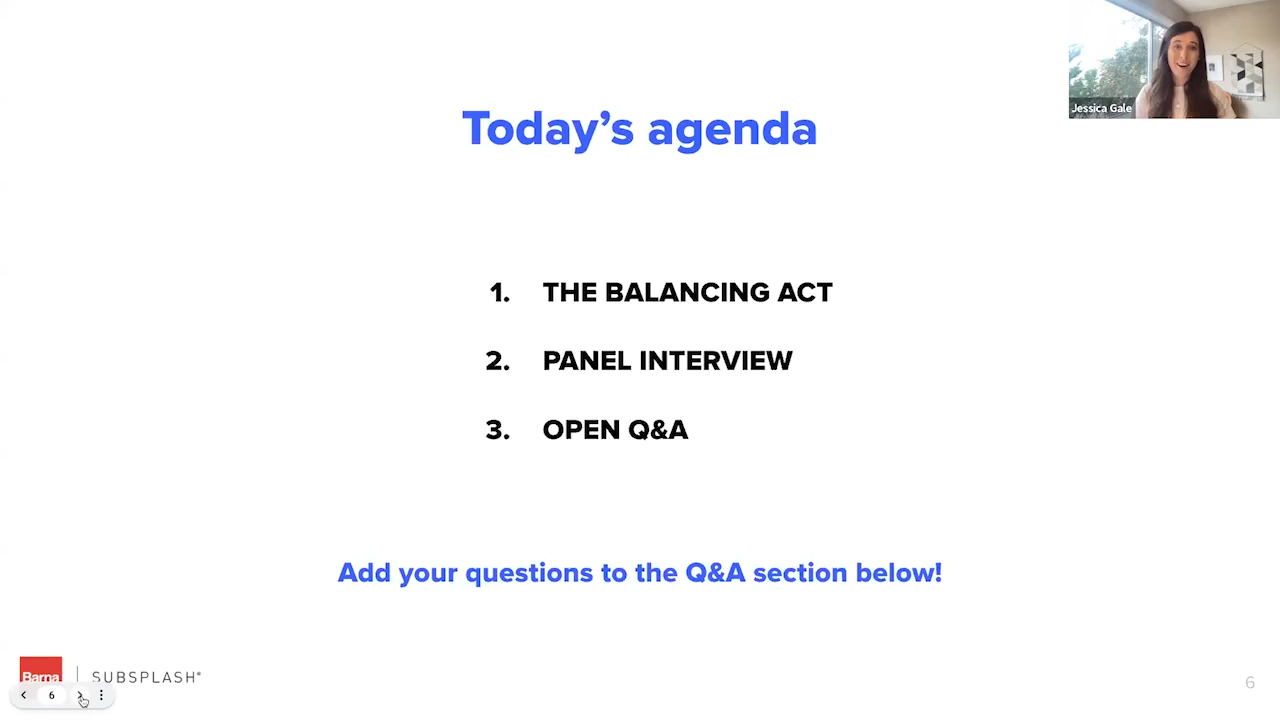 Jessica Gale
Today's agenda
1. THE BALANCING ACT
2. PANEL INTERVIEW
3. OPEN Q&A
Add your questions to the Q&A section below!
Barna | SUBSPLASH®
6
6